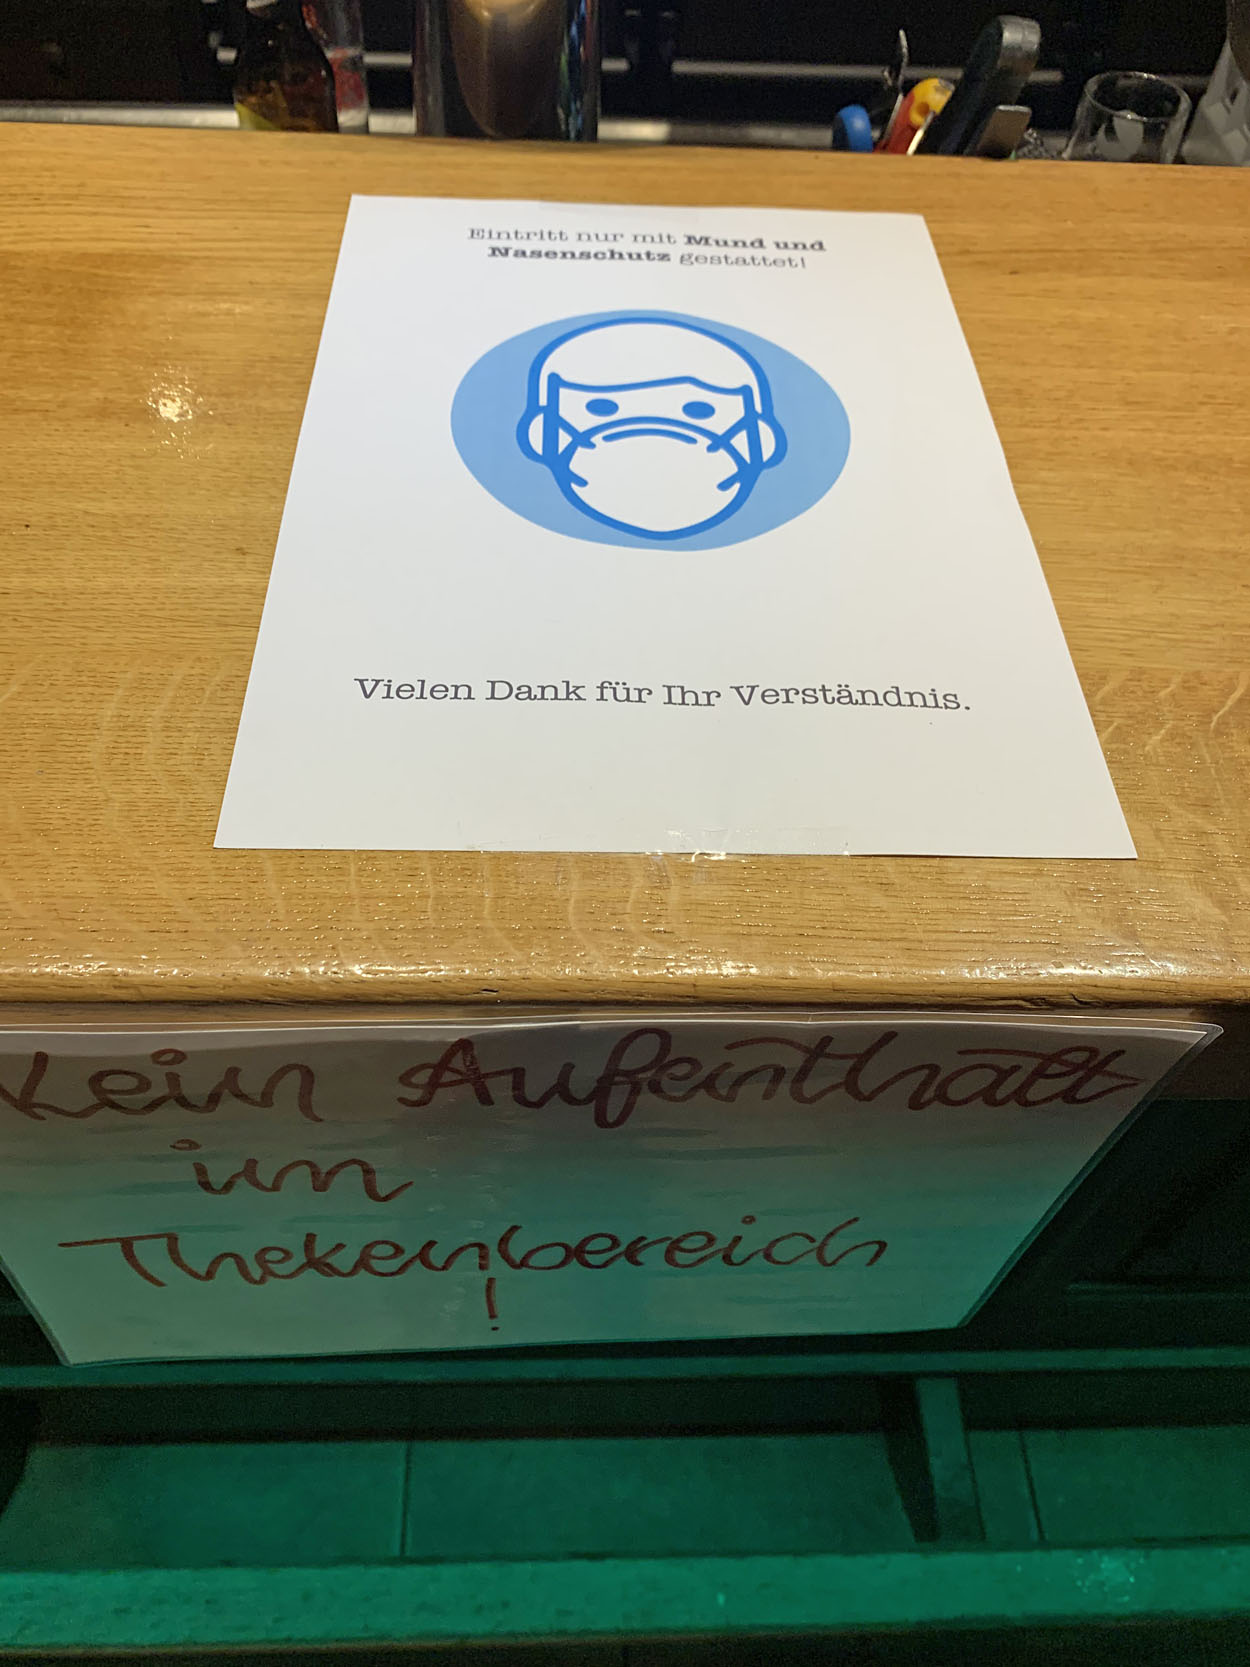 Eintritt nur mit Mund und
Nasenschutz gestattet!
Vielen Dank für Ihr Verständnis.
Kein Aufenthalt
im
Thekenbereich
!